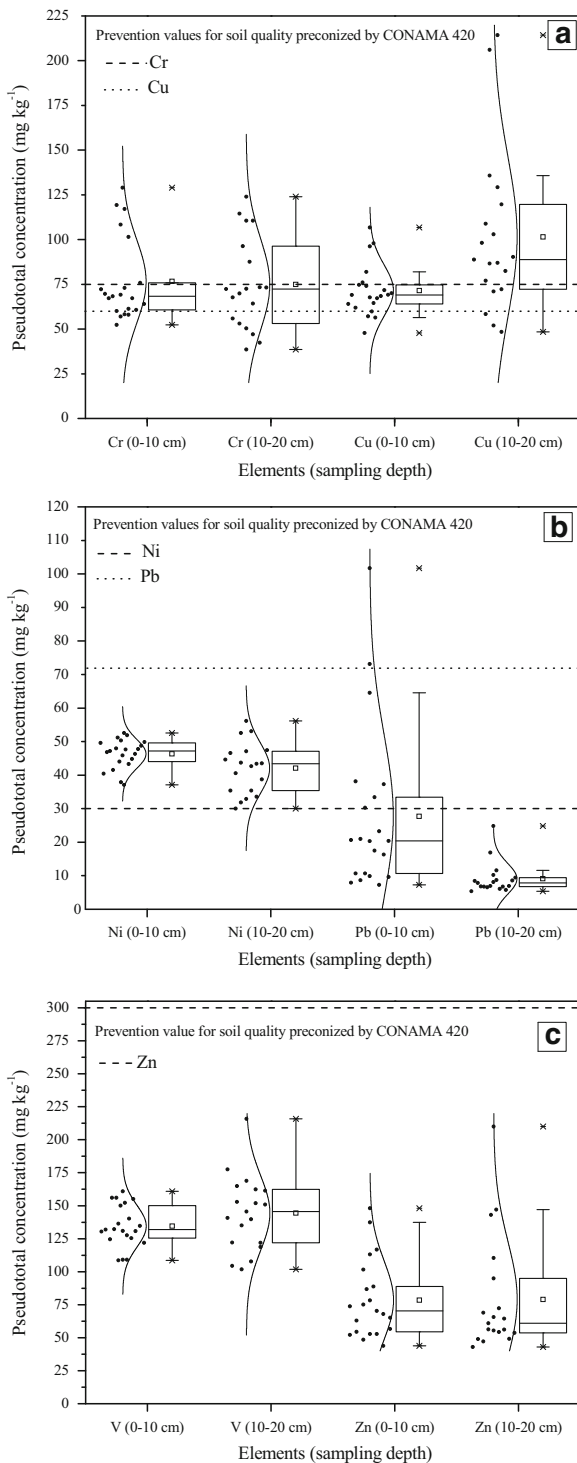 a
Prevention values for soil quality preconized by CONAMA 420
Cr
Cu
225
200
175
150
125
100
75
50
25
0
Pseudototal concentration (mg kg⁻¹)
Cr (0-10 cm) Cr (10-20 cm) Cu (0-10 cm) Cu (10-20 cm)
Elements (sampling depth)
b
Prevention values for soil quality preconized by CONAMA 420
Ni
Pb
120
110
100
90
80
70
60
50
40
30
20
10
0
Pseudototal concentration (mg kg⁻¹)
Ni (0-10 cm) Ni (10-20 cm) Pb (0-10 cm) Pb (10-20 cm)
Elements (sampling depth)
c
Prevention value for soil quality preconized by CONAMA 420
Zn
300
275
250
225
200
175
150
125
100
75
50
25
0
Pseudototal concentration (mg kg⁻¹)
V (0-10 cm) V (10-20 cm) Zn (0-10 cm) Zn (10-20 cm)
Elements (sampling depth)